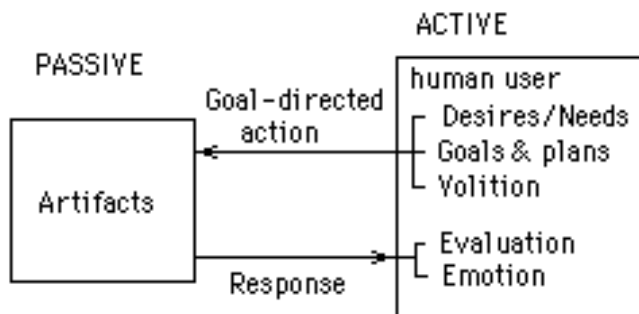 ACTIVE
PASSIVE
human user
Goal-directed
action
Desires/Needs
Goals & plans
Volition
Artifacts
Evaluation
Emotion
Response